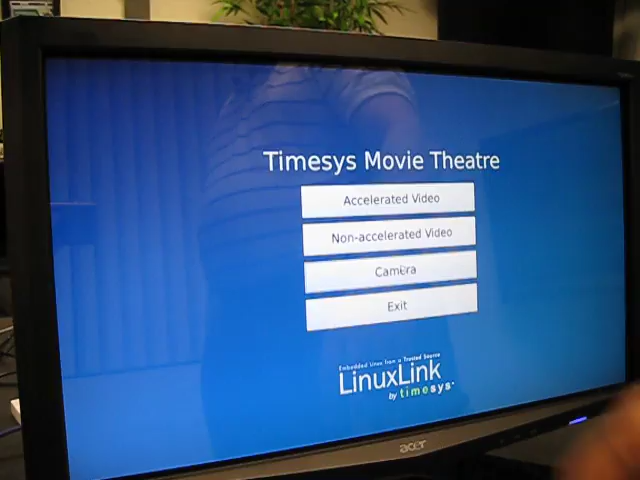 Timesys Movie Theatre
Accelerated Video
Non-accelerated Video
Camera
Exit
Embedded Linux from a Trusted Source
LinuxLink
by timesys
acer